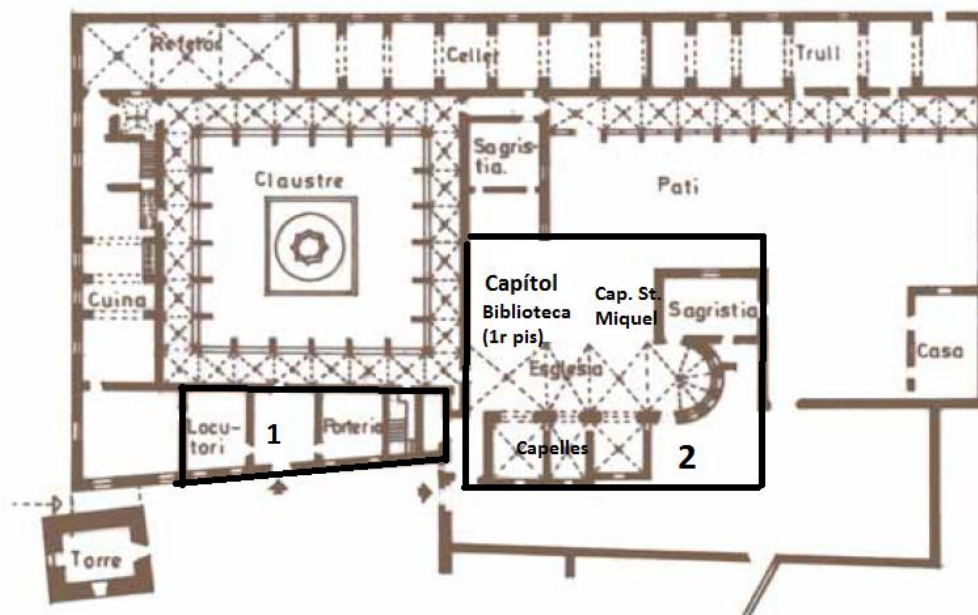 Refetor
Celler
Trull
Sagris-
tia.
Claustre
Pati
Capítol
Biblioteca
(1r pis)
Cap. St.
Miquel
Sagristia
Cuina
Esglesia
Casa
Locu-
tori
1
Porteria
Capelles
2
Torre